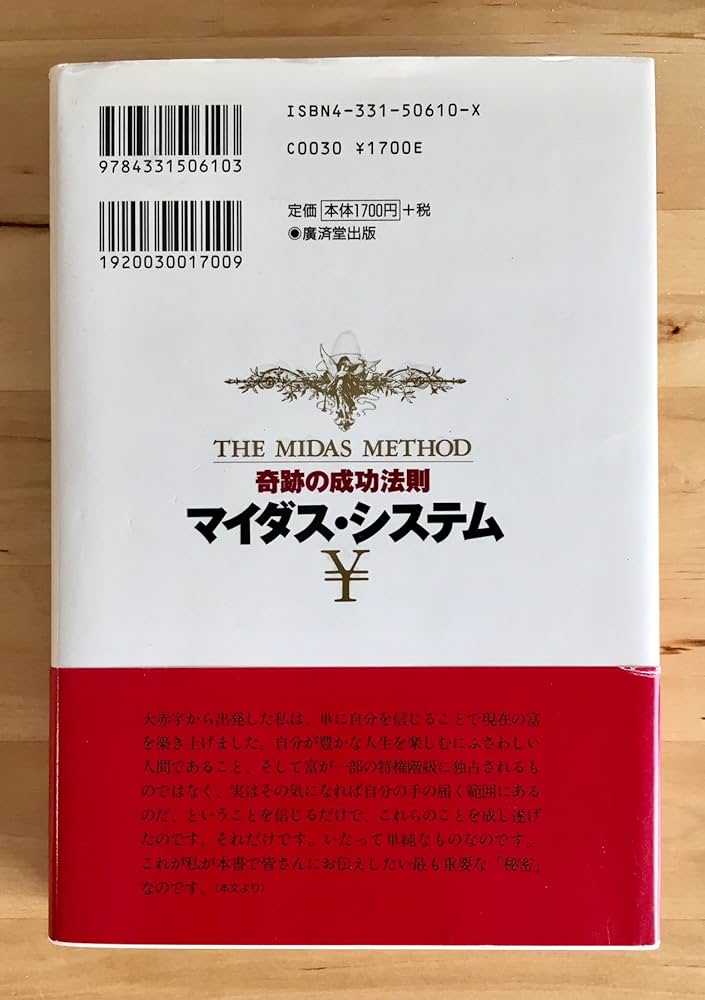 ISBN4-331-50610-X
9784331506103
C0030 ¥1700E
定価 本体1700円+税
◉廣済堂出版
1920030017009
THE MIDAS METHOD
奇跡の成功法則
マイダス・システム
¥
大赤字から出発した私は、単に自分を信じることで現在の富
を築き上げました。自分が豊かな人生を楽しむにふさわしい
人間であること、そして富が一部の特権階級に独占されるも
のではなく、実はその気になれば自分の手の届く範囲にある
のだ、ということを信じるだけで、これらのことを成し遂げ
たのです。それだけです。いたって単純なものなのです。
これが私が本書で皆さんにお伝えしたい最も重要な「秘密」
なのです。(本文より)